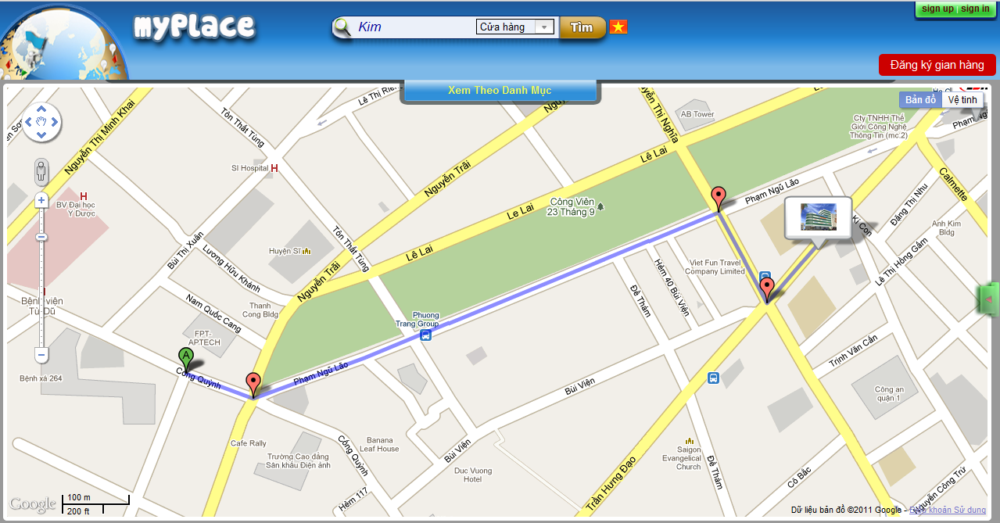 sign up | sign in
myPlace
Kim
Cửa hàng
Tìm
Đăng ký gian hàng
Xem Theo Danh Mục
Bản đồ
Vệ tinh
Lê Thị Riêng
Tôn Thất Tùng
Nguyễn Thị Minh Khai
Nguyễn Trãi
AB Tower
Cty TNHH Thế
Giới Công Nghệ
Thông Tin (mc.2)
Lê Lai
SI Hospital
H
H
BV Đại học
Y Dược
Calmette
Phạm Ngũ Lão
Công Viên
23 Tháng 9
Le Lai
Đặng Thị Nhu
Ki Con
Anh Kim
Bldg
Bùi Thị Xuân
Tôn Thất Tùng
Huyện Sĩ
Lê Lai
Lương Hữu Khánh
Nguyễn Trãi
Viet Fun Travel
Company Limited
Hẻm 40 Bùi Viện
Lê Thị Hồng Gấm
Đề Thám
Bệnh viện
Từ Dũ
Nam Quốc Cang
Thanh
Cong Bldg
Phuong
Trang Group
FPT-
APTECH
A
Trịnh Văn Cấn
Cống Quỳnh
Phạm Ngũ Lão
Bệnh xá 264
Bùi Viện
Công an
quận 1
Cafe Rally
Banana
Leaf House
Cống Quỳnh
Trường Cao đẳng
Sân khấu Điện ảnh
Bùi Viện
Saigon
Evangelical
Church
Đề Thám
Trần Hưng Đạo
Duc Vuong
Hotel
Cô Bắc
Nguyễn Công Trứ
Hẻm 117
Google
100 m
200 ft
Dữ liệu bản đồ ©2011 Google - Điều khoản Sử dụng